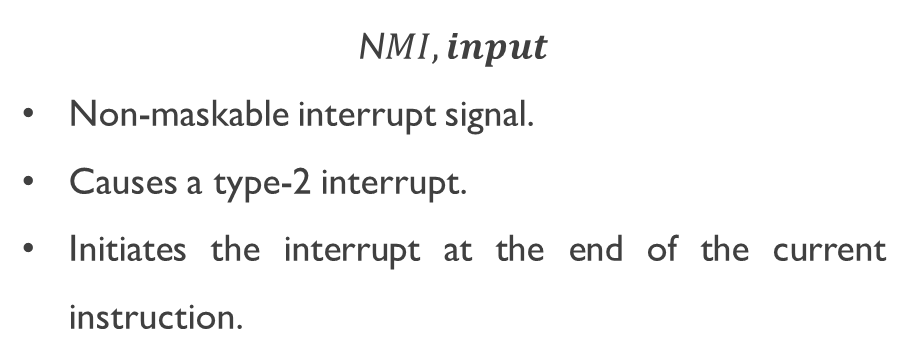 NMI, input
• Non-maskable interrupt signal.
• Causes a type-2 interrupt.
• Initiates the interrupt at the end of the current
instruction.